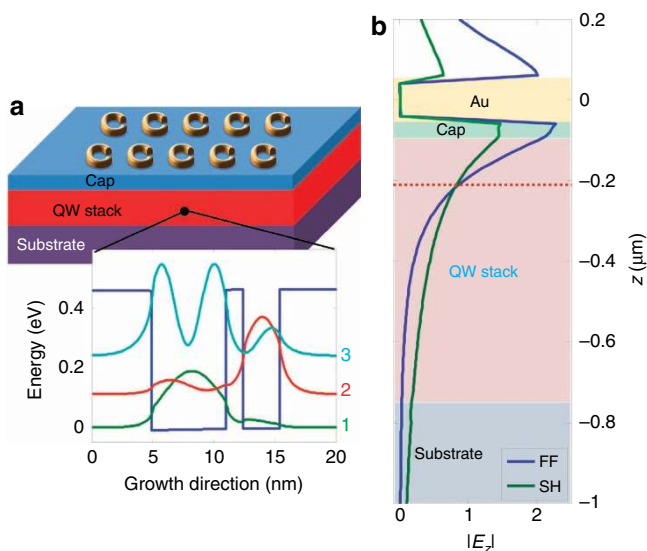 a
Cap
QW stack
Substrate
Energy (eV)
0.4
0.2
0
3
2
1
0
5
10
15
20
Growth direction (nm)
b
0.2
0
−0.2
−0.4
−0.6
−0.8
−1
z (μm)
Au
Cap
QW stack
Substrate
FF
SH
0
1
2
|Ez|